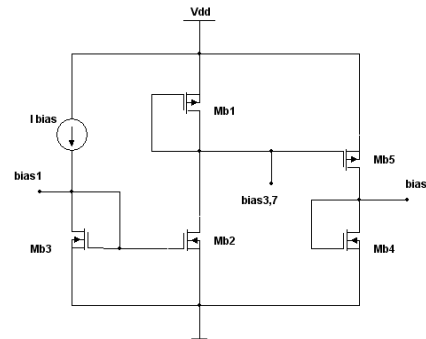 Vdd
Mb1
I bias
Mb5
bias1
bias3,7
bias
Mb3
Mb2
Mb4